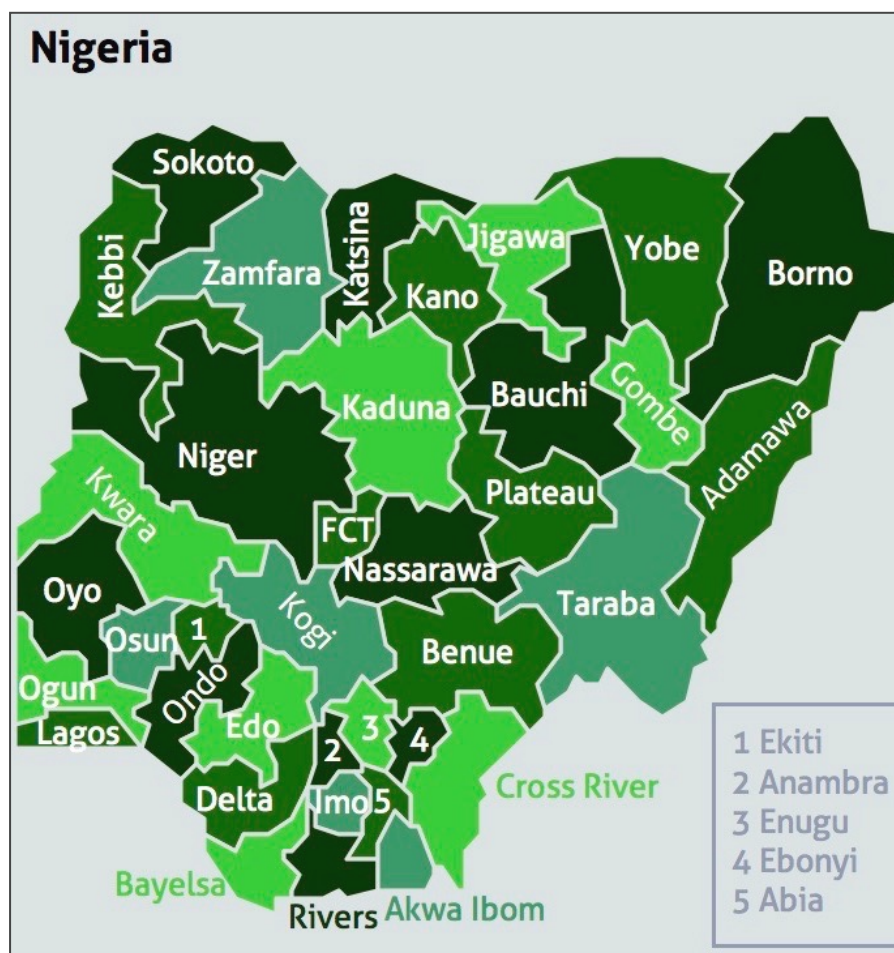 Nigeria
Sokoto
Kebbi
Zamfara
Katsina
Kano
Jigawa
Yobe
Borno
Kaduna
Bauchi
Gombe
Adamawa
Niger
Kwara
FCT
Plateau
Nassarawa
Taraba
Oyo
Osun
1
Kogi
Benue
Ogun
Ondo
Lagos
Edo
2
3
4
Delta
Imo
5
Cross River
Bayelsa
Rivers
Akwa Ibom
1 Ekiti
2 Anambra
3 Enugu
4 Ebonyi
5 Abia